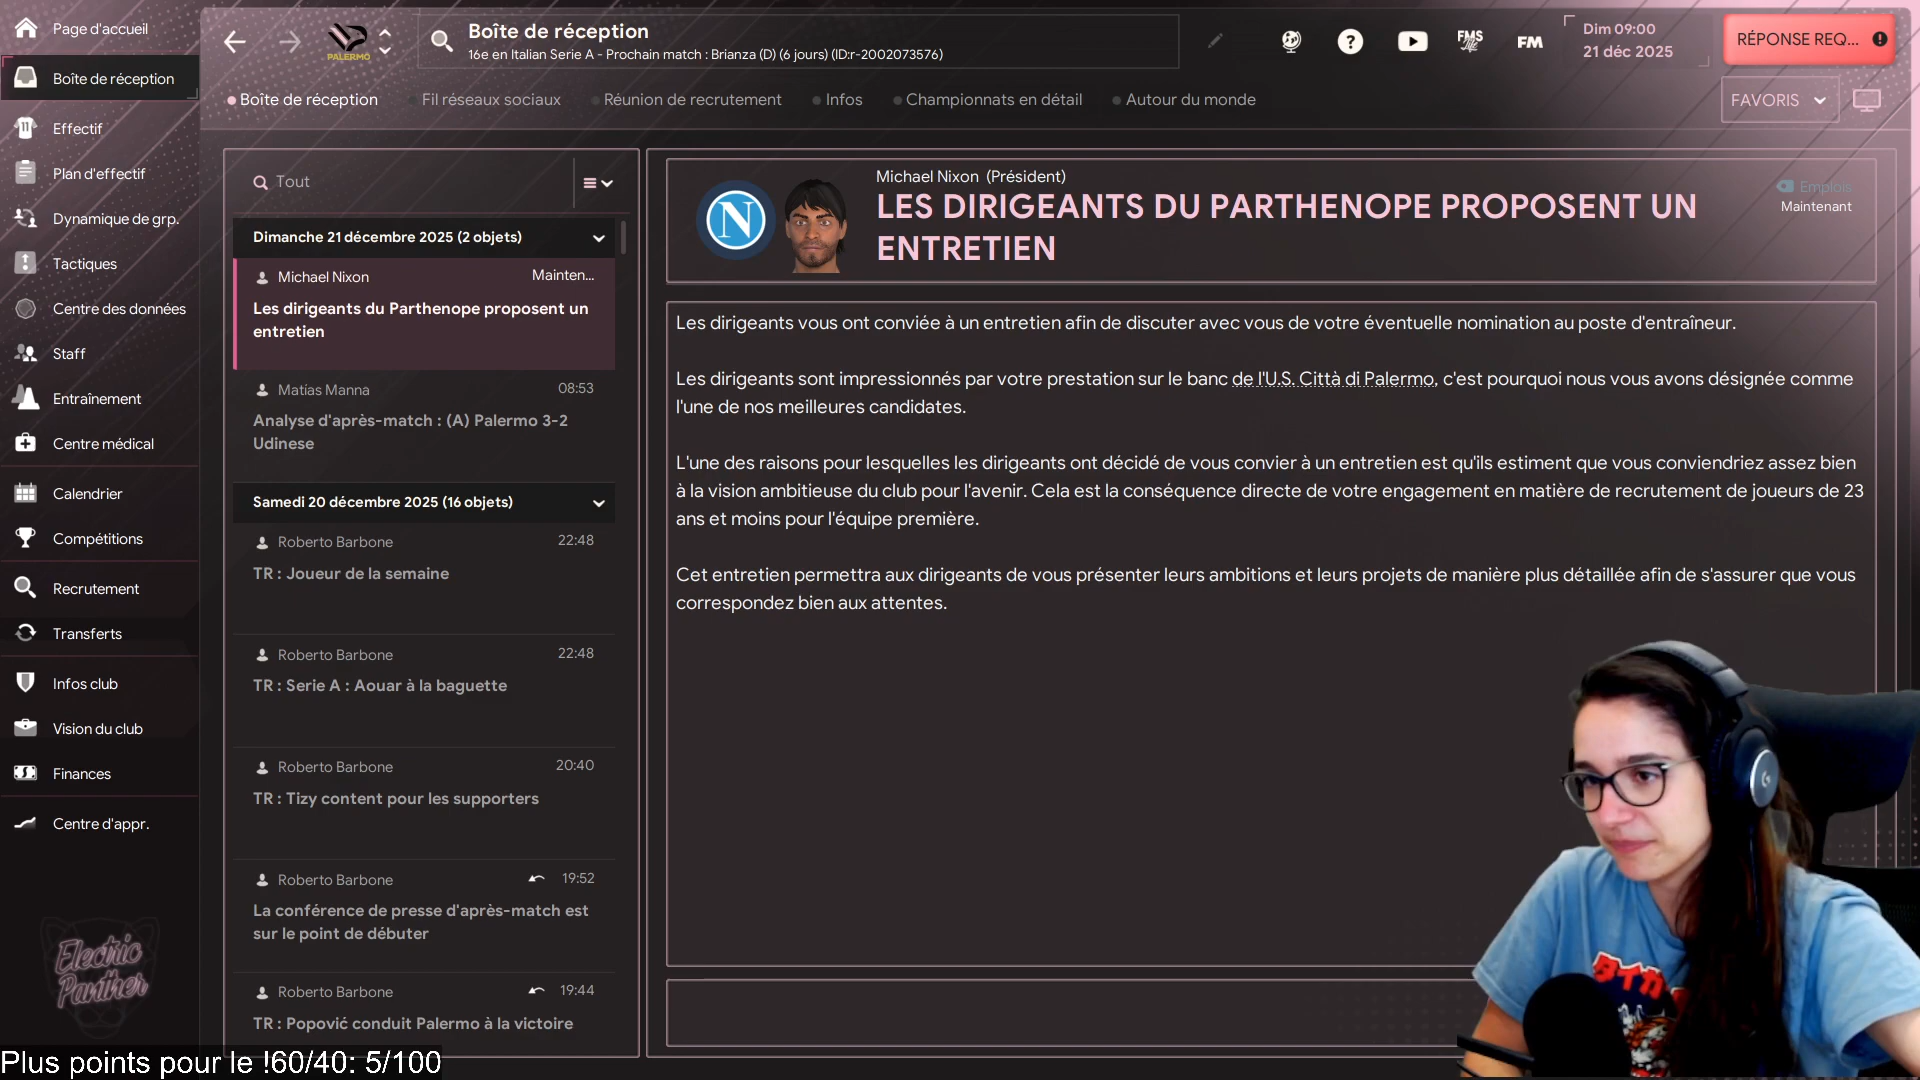 Page d'accueil
Boîte de réception
Effectif
Plan d'effectif
Dynamique de grp.
Tactiques
Centre des données
Staff
Entraînement
Centre médical
Calendrier
Compétitions
Recrutement
Transferts
Infos club
Vision du club
Finances
Centre d'appr.
Electric
Panther
PALERMO
Boîte de réception
16e en Italian Serie A - Prochain match : Brianza (D) (6 jours) (ID:r-2002073576)
FMS
FM
Dim 09:00
21 déc 2025
RÉPONSE REQ...
Boîte de réception
Fil réseaux sociaux
Réunion de recrutement
Infos
Championnats en détail
Autour du monde
FAVORIS
Tout
Dimanche 21 décembre 2025 (2 objets)
Michael Nixon
Mainten...
Les dirigeants du Parthenope proposent un
entretien
Matías Manna
08:53
Analyse d'après-match : (A) Palermo 3-2
Udinese
Samedi 20 décembre 2025 (16 objets)
Roberto Barbone
22:48
TR : Joueur de la semaine
Roberto Barbone
22:48
TR : Serie A : Aouar à la baguette
Roberto Barbone
20:40
TR : Tizy content pour les supporters
Roberto Barbone
19:52
La conférence de presse d'après-match est
sur le point de débuter
Roberto Barbone
19:44
TR : Popović conduit Palermo à la victoire
N
Michael Nixon (Président)
LES DIRIGEANTS DU PARTHENOPE PROPOSENT UN
ENTRETIEN
Emplois
Maintenant
Les dirigeants vous ont conviée à un entretien afin de discuter avec vous de votre éventuelle nomination au poste d'entraîneur.
Les dirigeants sont impressionnés par votre prestation sur le banc de l'U.S. Città di Palermo, c'est pourquoi nous vous avons désignée comme
l'une de nos meilleures candidates.
L'une des raisons pour lesquelles les dirigeants ont décidé de vous convier à un entretien est qu'ils estiment que vous conviendriez assez bien
à la vision ambitieuse du club pour l'avenir. Cela est la conséquence directe de votre engagement en matière de recrutement de joueurs de 23
ans et moins pour l'équipe première.
Cet entretien permettra aux dirigeants de vous présenter leurs ambitions et leurs projets de manière plus détaillée afin de s'assurer que vous
correspondez bien aux attentes.
Plus points pour le !60/40: 5/100